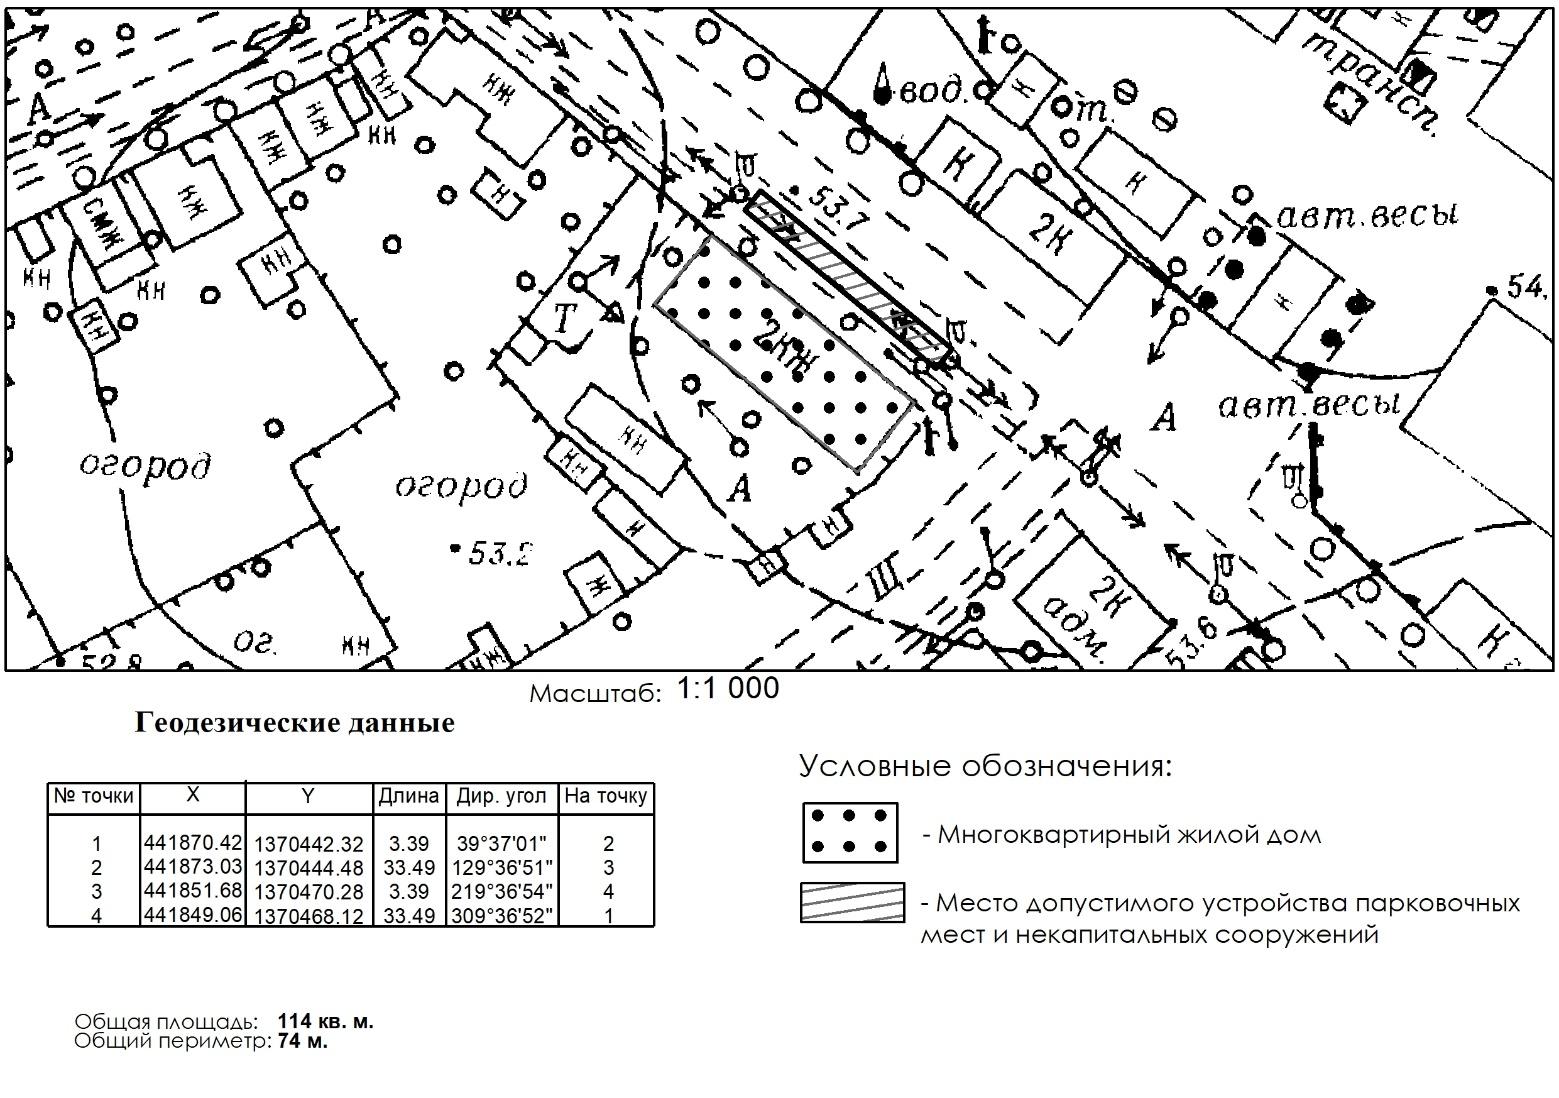 А
А
КЖ
К
трансп.
вод.
К
т.
КН
КЖ
КЖ
КН
К
К
СМЖ
КЖ
Н
53.7
2К
авт.весы
КН
КН
КН
КН
Т
2КЖ
К
54.
А
авт.весы
огород
огород
КН
КН
А
Н
53.2
Н
Н
Ж
Щ
2К
адм.
53.6
К
ог.
КН
КЖ
52.8
Масштаб: 1:1 000
Геодезические данные
№ точки X Y Длина Дир. угол На точку
1 441870.42 1370442.32 3.39 39°37'01" 2
2 441873.03 1370444.48 33.49 129°36'51" 3
3 441851.68 1370470.28 3.39 219°36'54" 4
4 441849.06 1370468.12 33.49 309°36'52" 1
Условные обозначения:
- Многоквартирный жилой дом
- Место допустимого устройства парковочных
мест и некапитальных сооружений
Общая площадь: 114 кв. м.
Общий периметр: 74 м.